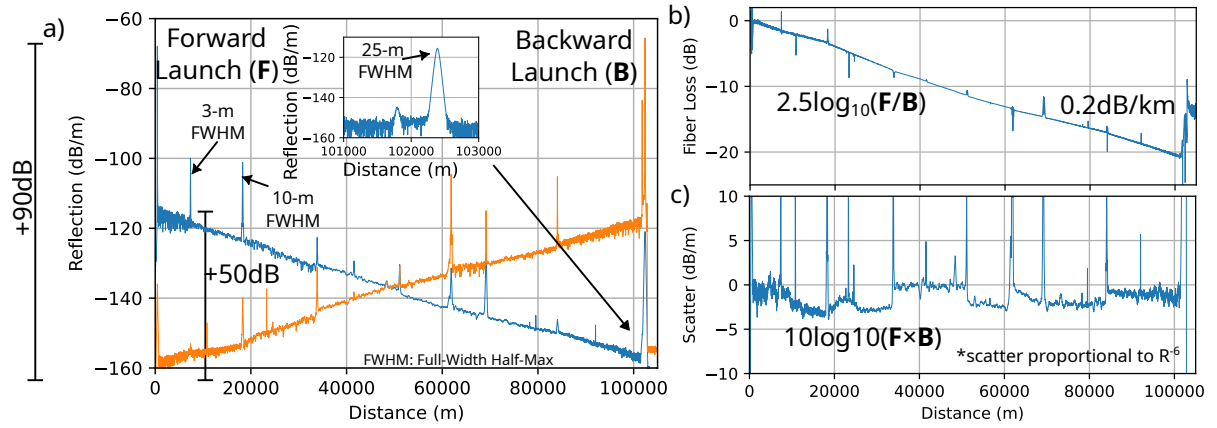 a)
+90dB
Reflection (dB/m)
−60
−80
−100
−120
−140
−160
Forward
Launch (F)
3-m
FWHM
10-m
FWHM
+50dB
Reflection (dB/m)
−120
−140
−160
25-m
FWHM
101000 102000 103000
Distance (m)
Backward
Launch (B)
FWHM: Full-Width Half-Max
0 20000 40000 60000 80000 100000
Distance (m)
b)
Fiber Loss (dB)
0
−10
−20
2.5log₁₀(F/B)
0.2dB/km
c)
Scatter (dB/m)
10
5
0
−5
−10
10log10(F×B)
*scatter proportional to R⁻⁶
0 20000 40000 60000 80000 100000
Distance (m)